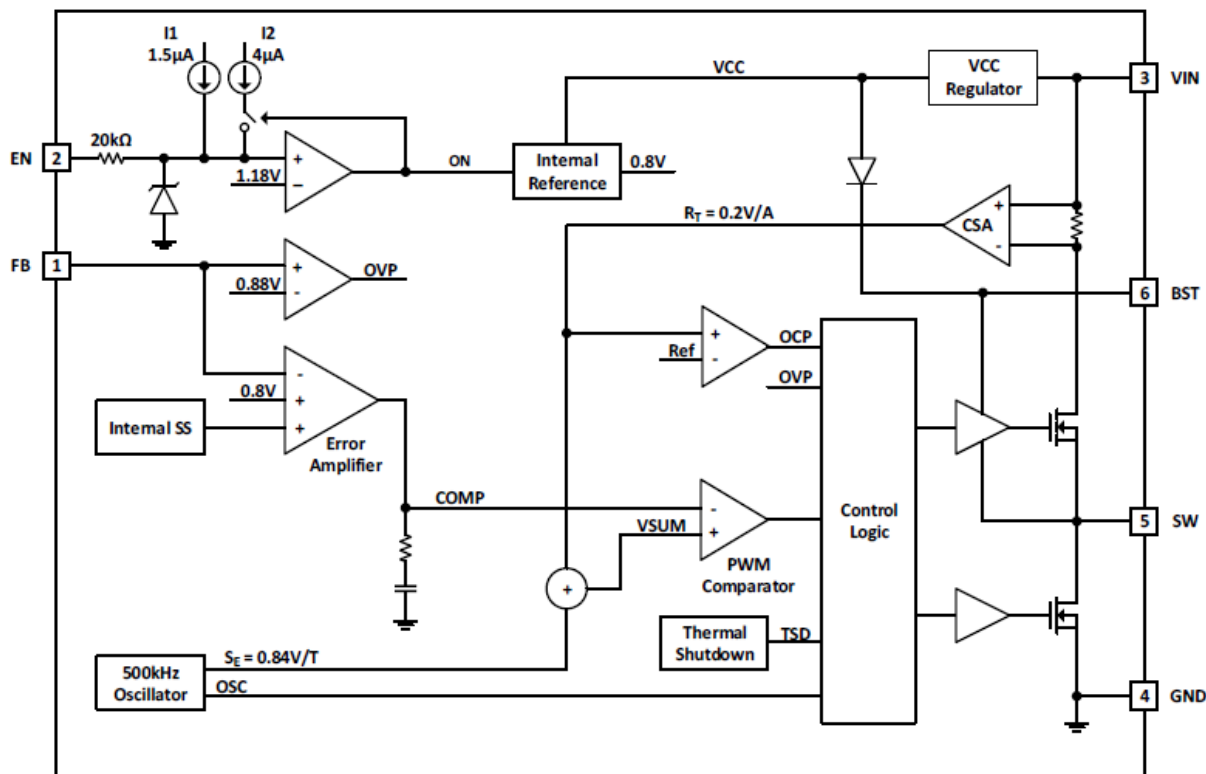 I1
1.5µA
I2
4µA
VCC
VCC
Regulator
3
VIN
20kΩ
EN
2
+
1.18V
−
ON
Internal
Reference
0.8V
RT = 0.2V/A
+
CSA
-
FB
1
+
0.88V
-
OVP
6
BST
+
Ref
-
OCP
OVP
-
0.8V
+
Internal SS
+
Error
Amplifier
COMP
-
VSUM
+
PWM
Comparator
Control
Logic
5
SW
+
Thermal
Shutdown
TSD
500kHz
Oscillator
SE = 0.84V/T
OSC
4
GND